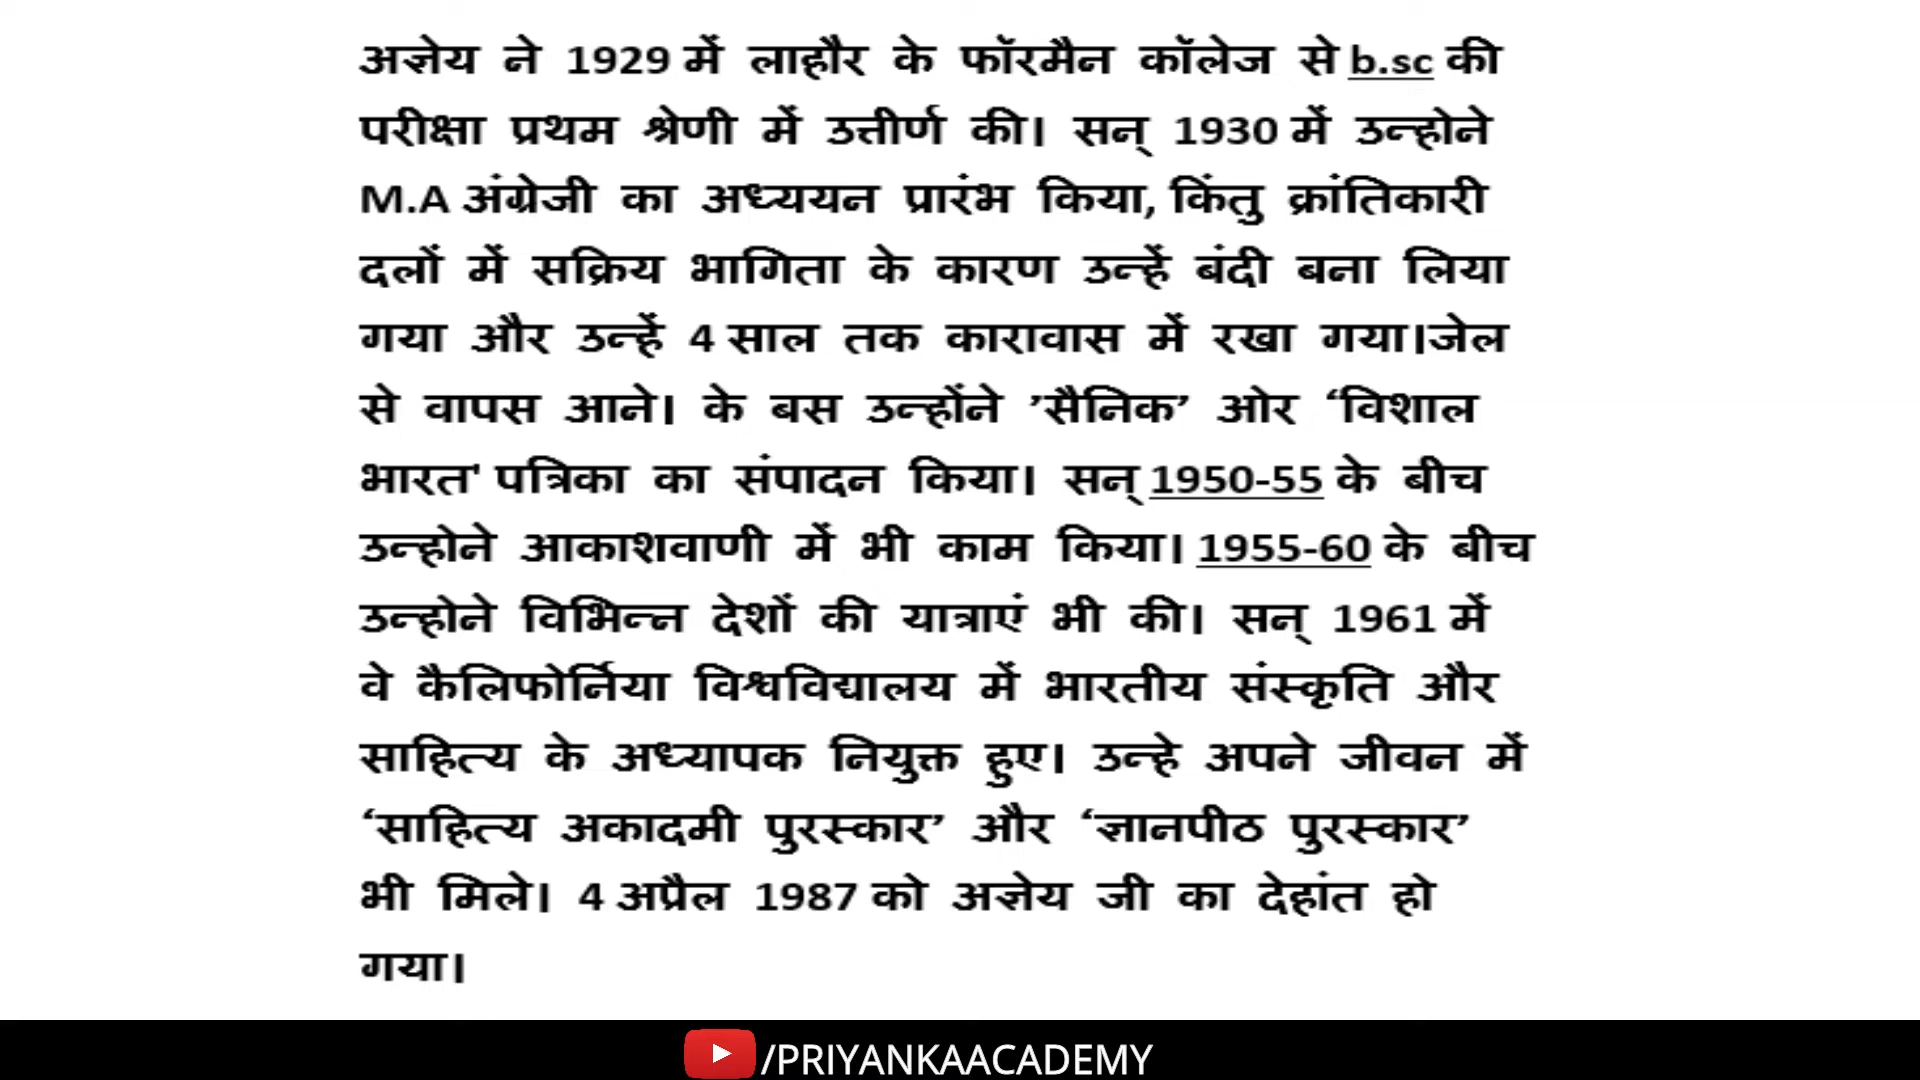 अज्ञेय ने 1929 में लाहौर के फॉरमैन कॉलेज से b.sc की
परीक्षा प्रथम श्रेणी में उत्तीर्ण की। सन् 1930 में उन्होने
M.A अंग्रेजी का अध्ययन प्रारंभ किया, किंतु क्रांतिकारी
दलों में सक्रिय भागिता के कारण उन्हें बंदी बना लिया
गया और उन्हें 4 साल तक कारावास में रखा गया।जेल
से वापस आने। के बस उन्होंने ’सैनिक’ ओर ‘विशाल
भारत' पत्रिका का संपादन किया। सन् 1950-55 के बीच
उन्होने आकाशवाणी में भी काम किया। 1955-60 के बीच
उन्होने विभिन्न देशों की यात्राएं भी की। सन् 1961 में
वे कैलिफोर्निया विश्वविद्यालय में भारतीय संस्कृति और
साहित्य के अध्यापक नियुक्त हुए। उन्हे अपने जीवन में
‘साहित्य अकादमी पुरस्कार’ और ‘ज्ञानपीठ पुरस्कार’
भी मिले। 4 अप्रैल 1987 को अज्ञेय जी का देहांत हो
गया।
/PRIYANKAACADEMY